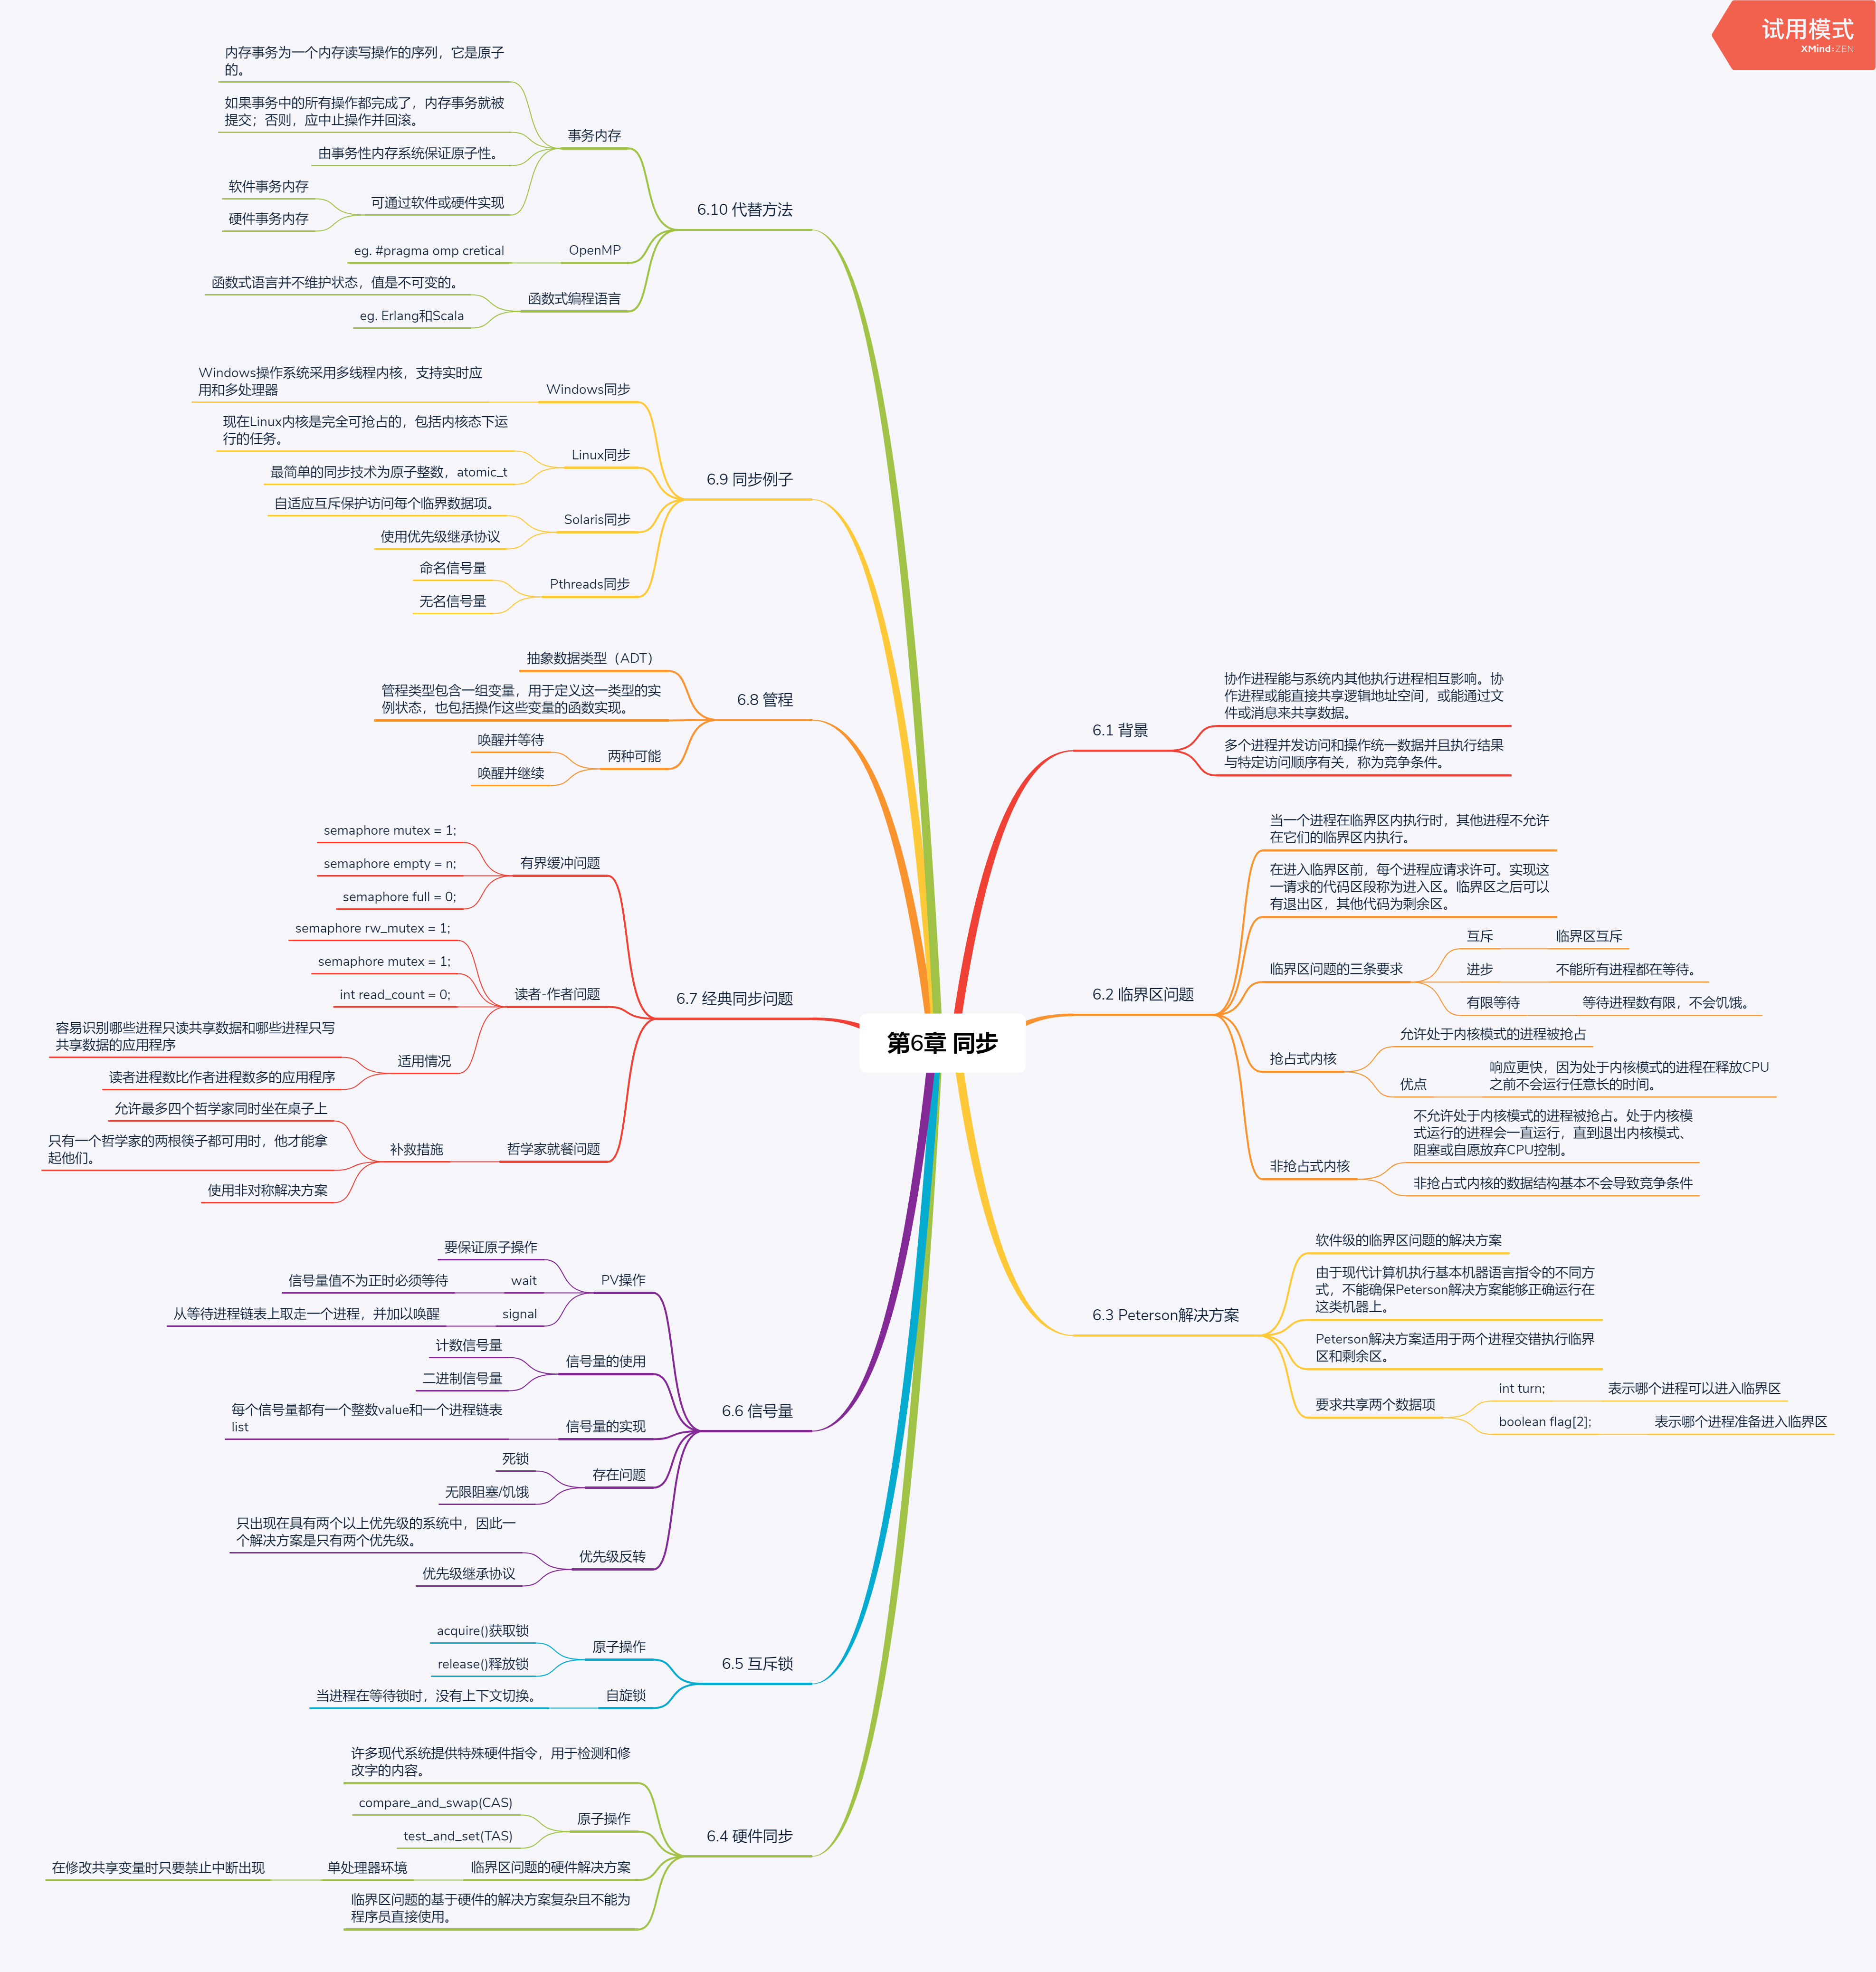 试用模式
XMind:ZEN
第6章 同步
6.1 背景
协作进程能与系统内其他执行进程相互影响。协
作进程或能直接共享逻辑地址空间，或能通过文
件或消息来共享数据。
多个进程并发访问和操作统一数据并且执行结果
与特定访问顺序有关，称为竞争条件。
6.2 临界区问题
当一个进程在临界区内执行时，其他进程不允许
在它们的临界区内执行。
在进入临界区前，每个进程应请求许可。实现这
一请求的代码区段称为进入区。临界区之后可以
有退出区，其他代码为剩余区。
临界区问题的三条要求
互斥
临界区互斥
进步
不能所有进程都在等待。
有限等待
等待进程数有限，不会饥饿。
抢占式内核
允许处于内核模式的进程被抢占
优点
响应更快，因为处于内核模式的进程在释放CPU
之前不会运行任意长的时间。
非抢占式内核
不允许处于内核模式的进程被抢占。处于内核模
式运行的进程会一直运行，直到退出内核模式、
阻塞或自愿放弃CPU控制。
非抢占式内核的数据结构基本不会导致竞争条件
6.3 Peterson解决方案
软件级的临界区问题的解决方案
由于现代计算机执行基本机器语言指令的不同方
式，不能确保Peterson解决方案能够正确运行在
这类机器上。
Peterson解决方案适用于两个进程交错执行临界
区和剩余区。
要求共享两个数据项
int turn;
表示哪个进程可以进入临界区
boolean flag[2];
表示哪个进程准备进入临界区
6.10 代替方法
事务内存
内存事务为一个内存读写操作的序列，它是原子
的。
如果事务中的所有操作都完成了，内存事务就被
提交；否则，应中止操作并回滚。
由事务性内存系统保证原子性。
可通过软件或硬件实现
软件事务内存
硬件事务内存
OpenMP
eg. #pragma omp cretical
函数式编程语言
函数式语言并不维护状态，值是不可变的。
eg. Erlang和Scala
6.9 同步例子
Windows同步
Windows操作系统采用多线程内核，支持实时应
用和多处理器
Linux同步
现在Linux内核是完全可抢占的，包括内核态下运
行的任务。
最简单的同步技术为原子整数，atomic_t
Solaris同步
自适应互斥保护访问每个临界数据项。
使用优先级继承协议
Pthreads同步
命名信号量
无名信号量
6.8 管程
抽象数据类型（ADT）
管程类型包含一组变量，用于定义这一类型的实
例状态，也包括操作这些变量的函数实现。
两种可能
唤醒并等待
唤醒并继续
6.7 经典同步问题
有界缓冲问题
semaphore mutex = 1;
semaphore empty = n;
semaphore full = 0;
读者-作者问题
semaphore rw_mutex = 1;
semaphore mutex = 1;
int read_count = 0;
适用情况
容易识别哪些进程只读共享数据和哪些进程只写
共享数据的应用程序
读者进程数比作者进程数多的应用程序
哲学家就餐问题
补救措施
允许最多四个哲学家同时坐在桌子上
只有一个哲学家的两根筷子都可用时，他才能拿
起他们。
使用非对称解决方案
6.6 信号量
PV操作
要保证原子操作
wait
信号量值不为正时必须等待
signal
从等待进程链表上取走一个进程，并加以唤醒
信号量的使用
计数信号量
二进制信号量
信号量的实现
每个信号量都有一个整数value和一个进程链表
list
存在问题
死锁
无限阻塞/饥饿
优先级反转
只出现在具有两个以上优先级的系统中，因此一
个解决方案是只有两个优先级。
优先级继承协议
6.5 互斥锁
原子操作
acquire()获取锁
release()释放锁
自旋锁
当进程在等待锁时，没有上下文切换。
6.4 硬件同步
许多现代系统提供特殊硬件指令，用于检测和修
改字的内容。
原子操作
compare_and_swap(CAS)
test_and_set(TAS)
临界区问题的硬件解决方案
单处理器环境
在修改共享变量时只要禁止中断出现
临界区问题的基于硬件的解决方案复杂且不能为
程序员直接使用。